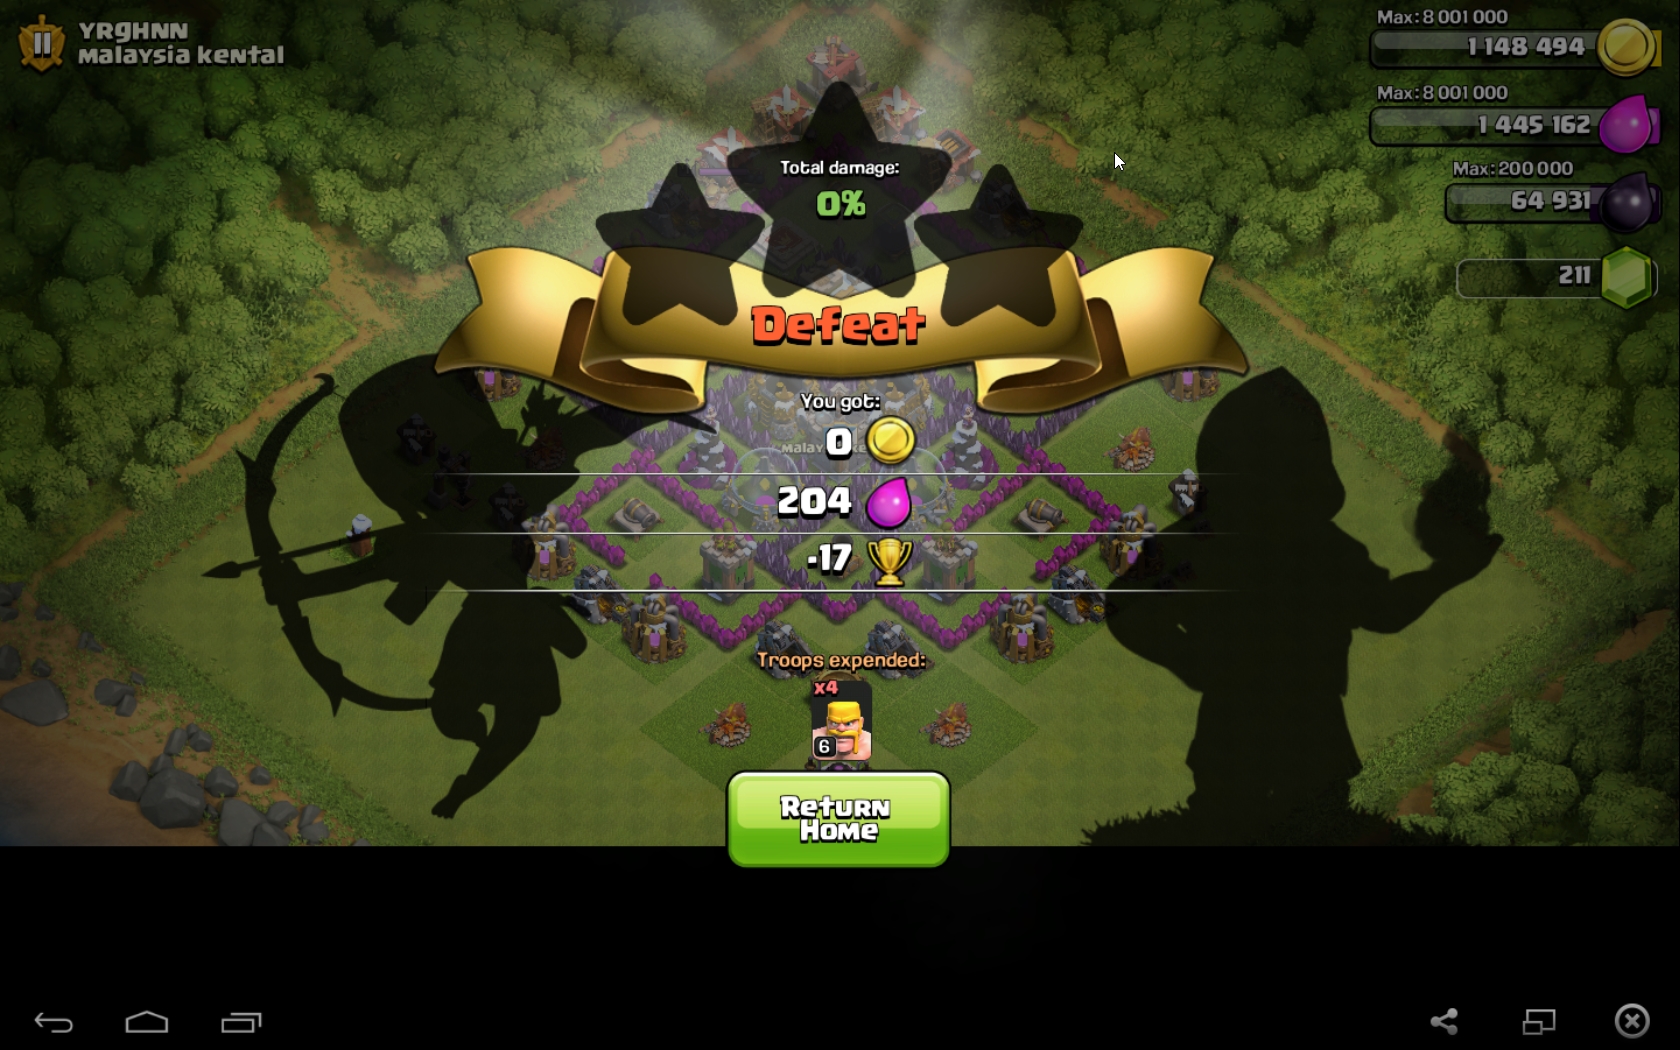 YRGHNN
malaysia kental
Max: 8 001 000
1 148 494
Max: 8 001 000
1 445 162
Max: 200 000
64 931
211
Total damage:
0%
Defeat
You got:
0
204
-17
Troops expended:
x4
6
Return
Home